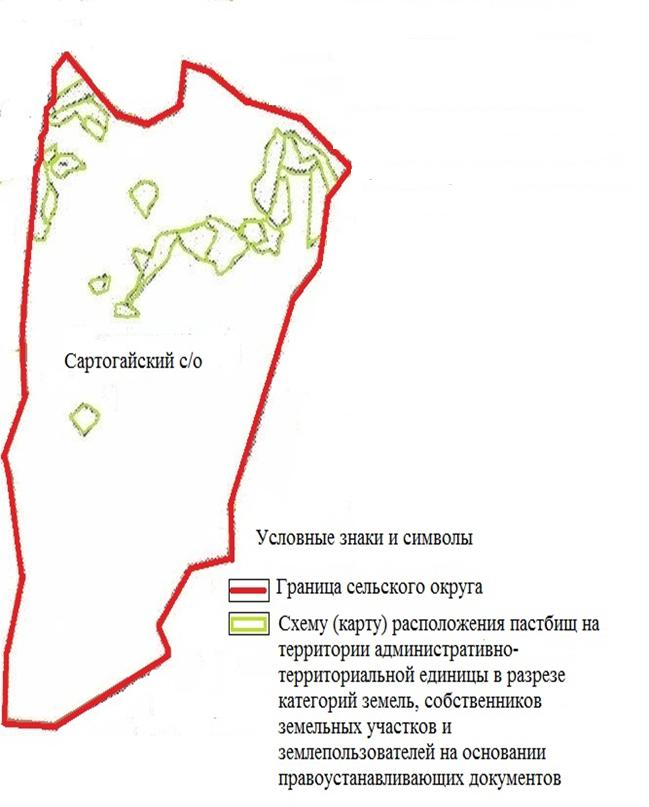 Сартогайский с/о
Условные знаки и символы
Граница сельского округа
Схему (карту) расположения пастбищ на
территории административно-
территориальной единицы в разрезе
категорий земель, собственников
земельных участков и
землепользователей на основании
правоустанавливающих документов